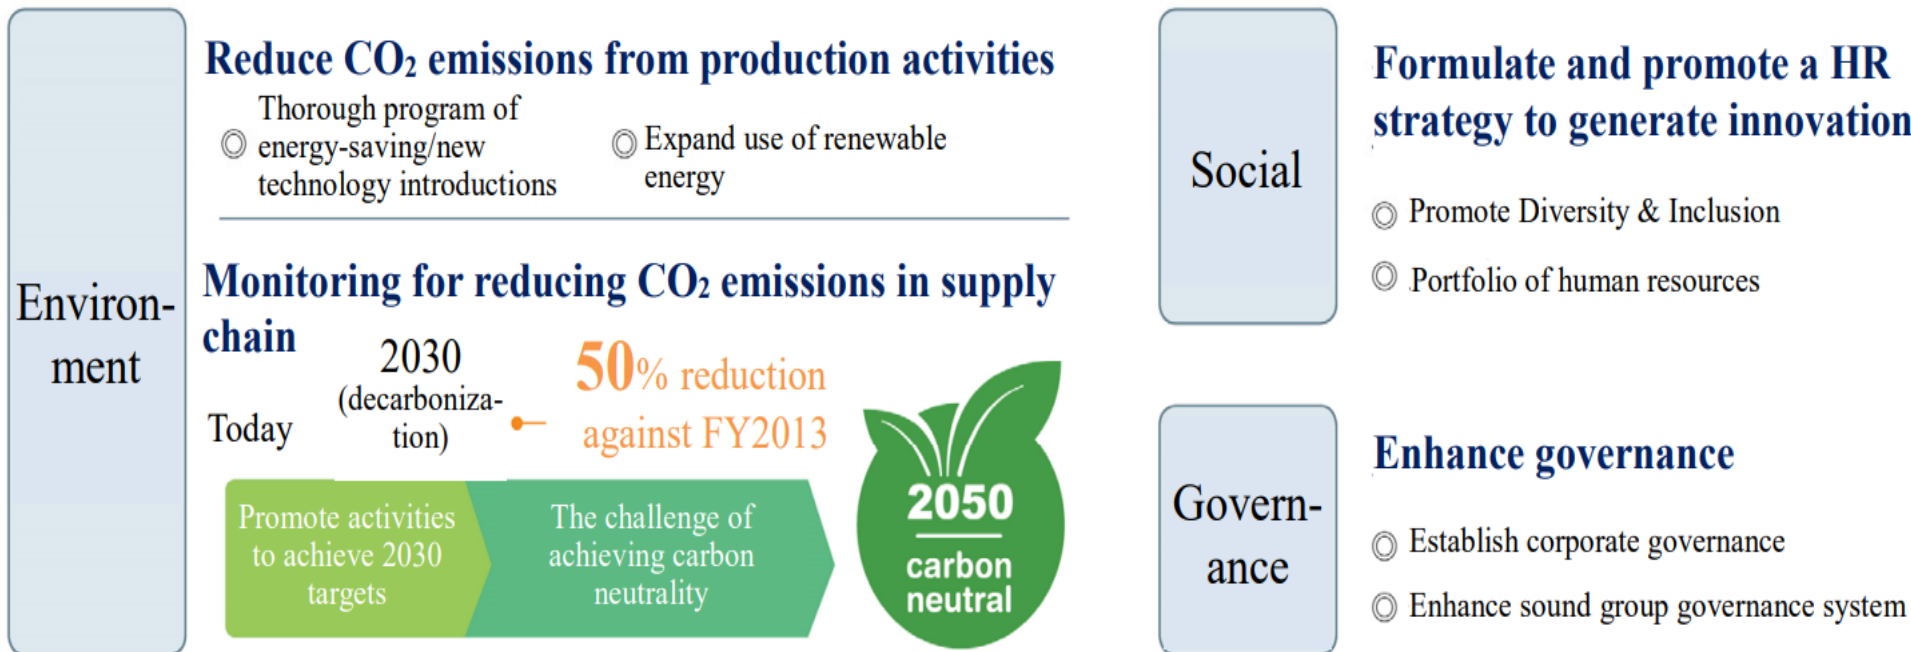 Environ-
ment
Reduce CO₂ emissions from production activities
Thorough program of
energy-saving/new
technology introductions
Expand use of renewable
energy
Monitoring for reducing CO₂ emissions in supply
chain
Today
2030
(decarboniza-
tion)
50% reduction
against FY2013
Promote activities
to achieve 2030
targets
The challenge of
achieving carbon
neutrality
2050
carbon
neutral
Social
Formulate and promote a HR
strategy to generate innovation
Promote Diversity & Inclusion
Portfolio of human resources
Govern-
ance
Enhance governance
Establish corporate governance
Enhance sound group governance system